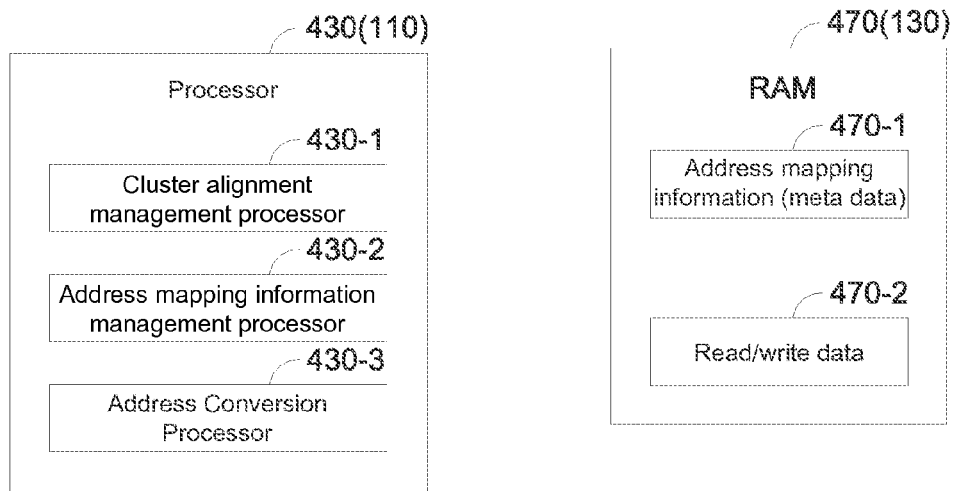 430(110)
Processor
430-1
Cluster alignment
management processor
430-2
Address mapping information
management processor
430-3
Address Conversion
Processor
470(130)
RAM
470-1
Address mapping
information (meta data)
470-2
Read/write data